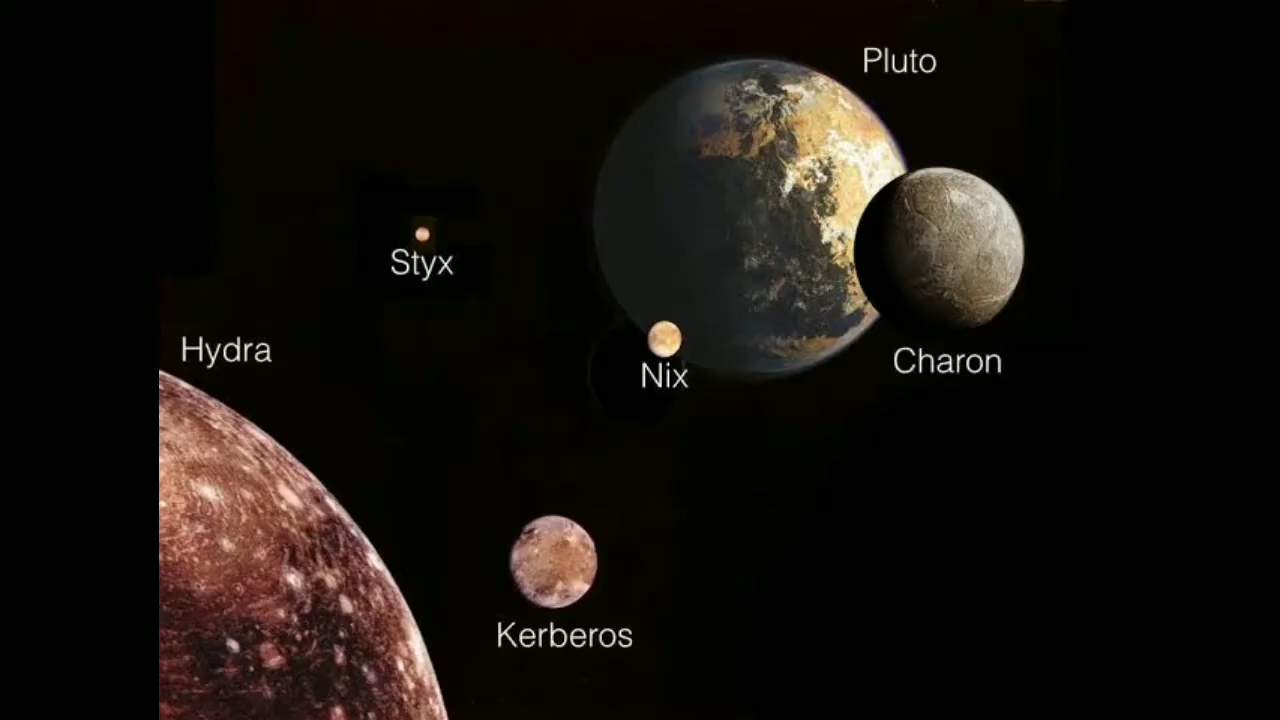 Pluto
Styx
Hydra
Nix
Charon
Kerberos